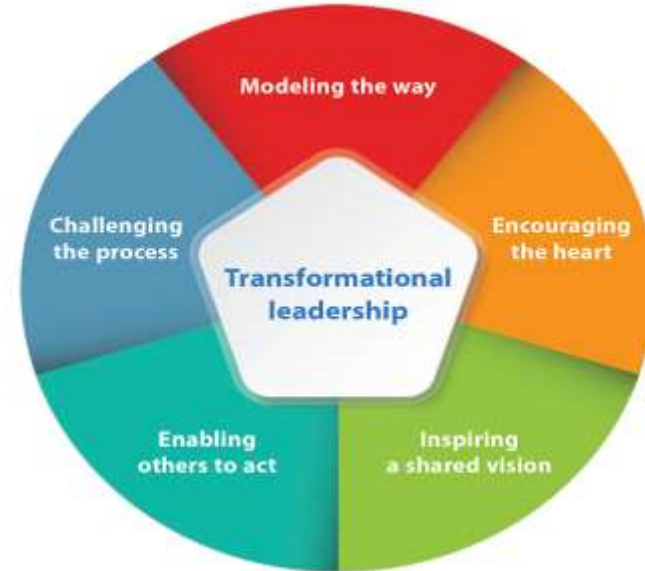 Modeling the way
Encouraging
the heart
Inspiring
a shared vision
Enabling
others to act
Challenging
the process
Transformational
leadership